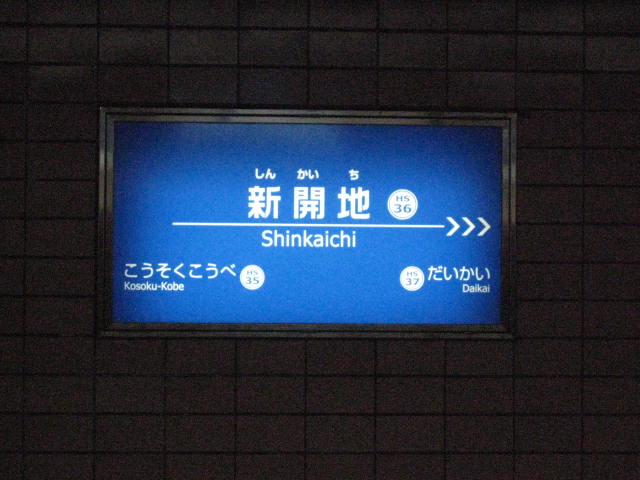 しん かい ち
新開地 HS 36
Shinkaichi
こうそくこうべ HS 35
Kosoku-Kobe
HS 37 だいかい
Daikai